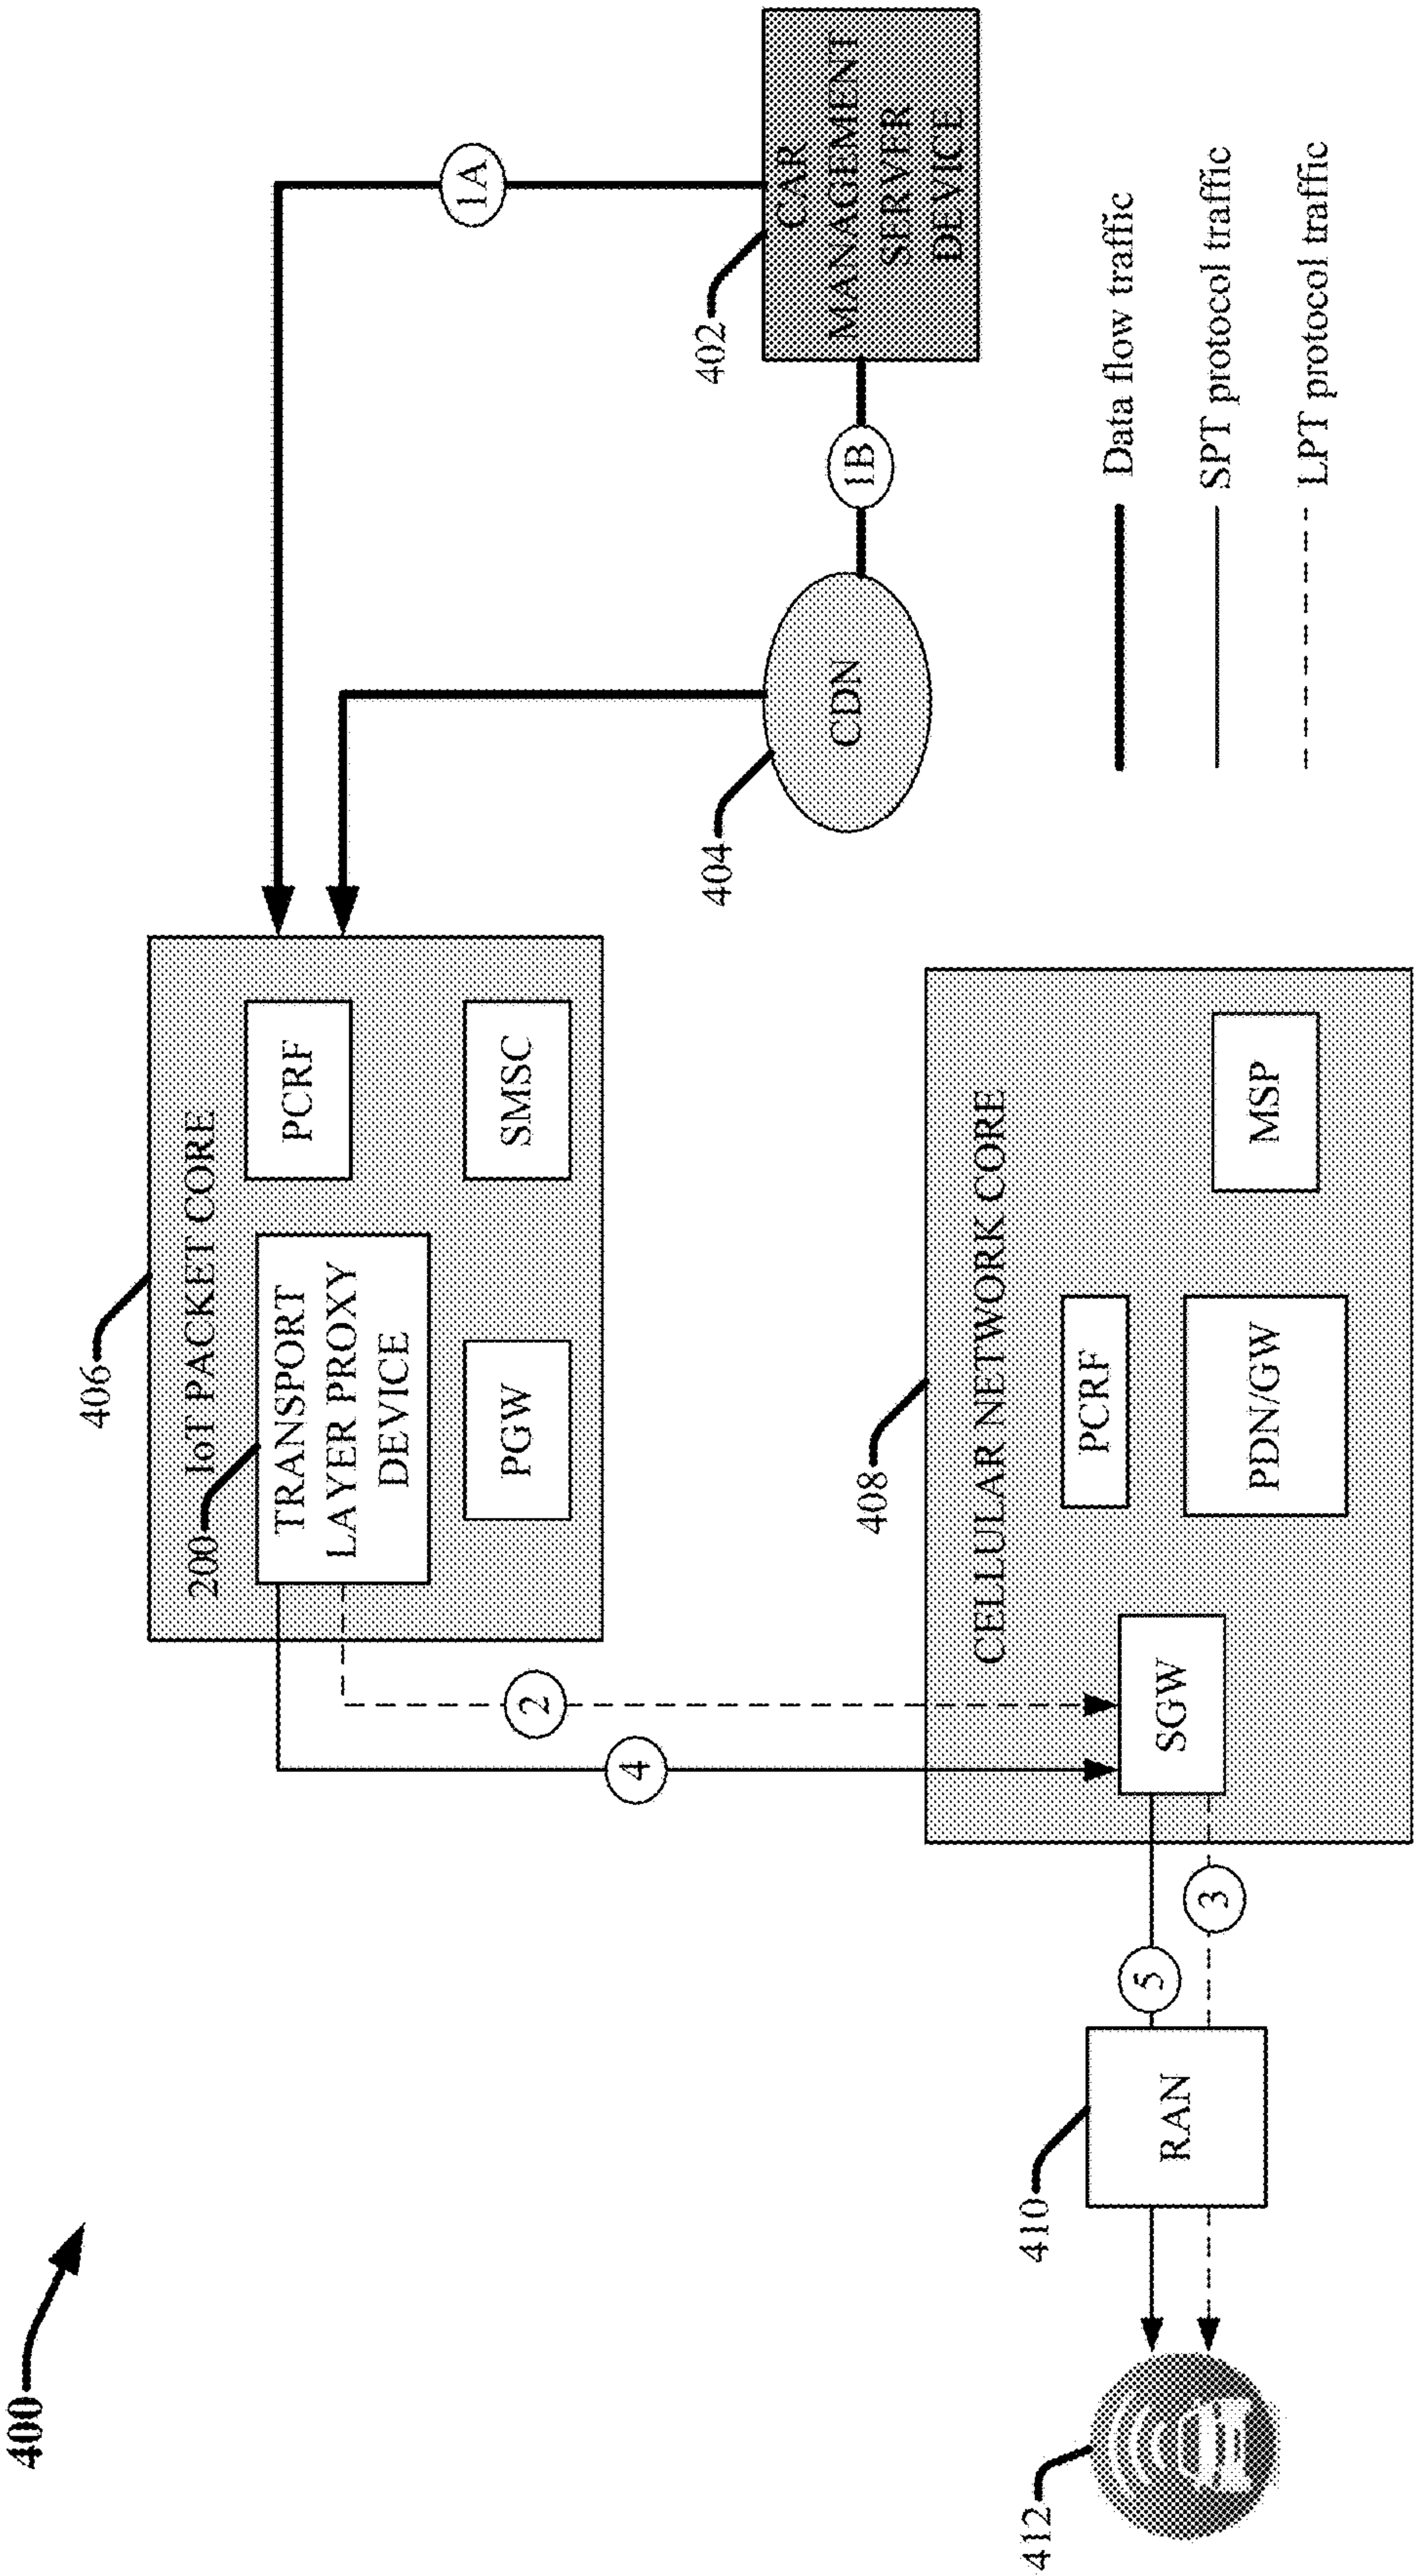 400
412
410
RAN
5
3
4
2
406
IoT PACKET CORE
200
TRANSPORT
LAYER PROXY
DEVICE
PCRF
PGW
SMSC
408
CELLULAR NETWORK CORE
SGW
PCRF
PDN/GW
MSP
404
CDN
1A
1B
402
CAR
MANAGEMENT
SERVER
DEVICE
Data flow traffic
SPT protocol traffic
LPT protocol traffic